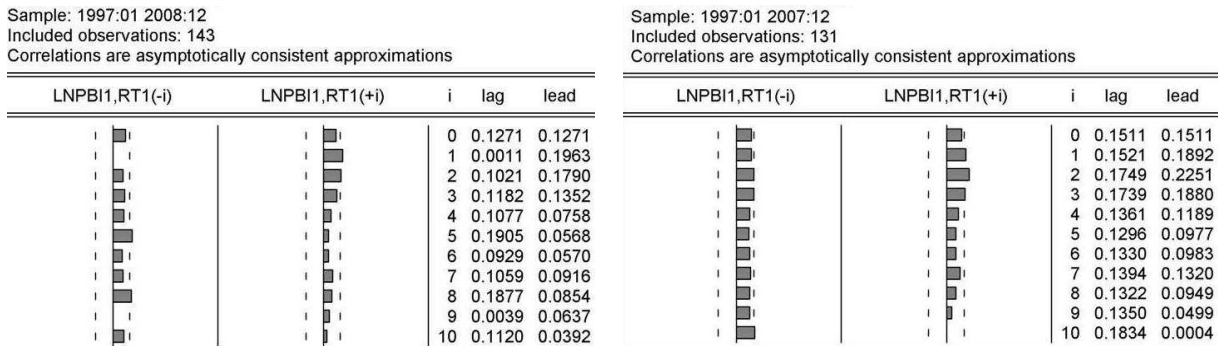 Sample: 1997:01 2008:12
Included observations: 143
Correlations are asymptotically consistent approximations
LNPBI1,RT1(-i) LNPBI1,RT1(+i) i lag lead
0 0.1271 0.1271
1 0.0011 0.1963
2 0.1021 0.1790
3 0.1182 0.1352
4 0.1077 0.0758
5 0.1905 0.0568
6 0.0929 0.0570
7 0.1059 0.0916
8 0.1877 0.0854
9 0.0039 0.0637
10 0.1120 0.0392
Sample: 1997:01 2007:12
Included observations: 131
Correlations are asymptotically consistent approximations
LNPBI1,RT1(-i) LNPBI1,RT1(+i) i lag lead
0 0.1511 0.1511
1 0.1521 0.1892
2 0.1749 0.2251
3 0.1739 0.1880
4 0.1361 0.1189
5 0.1296 0.0977
6 0.1330 0.0983
7 0.1394 0.1320
8 0.1322 0.0949
9 0.1350 0.0499
10 0.1834 0.0004